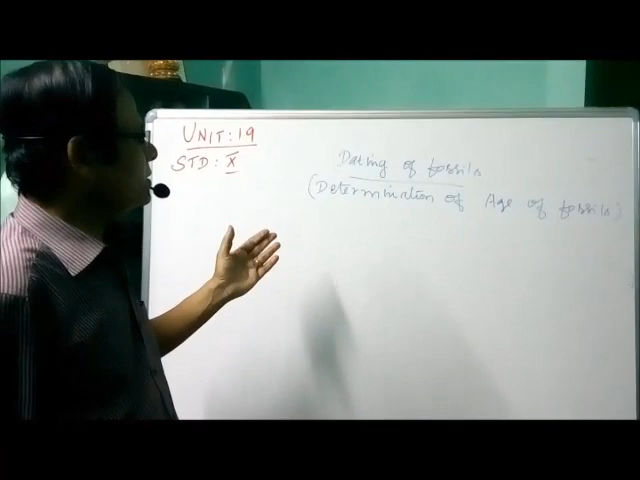 UNIT: 19
STD: X
Dating of fossils
(Determination of Age of fossils)